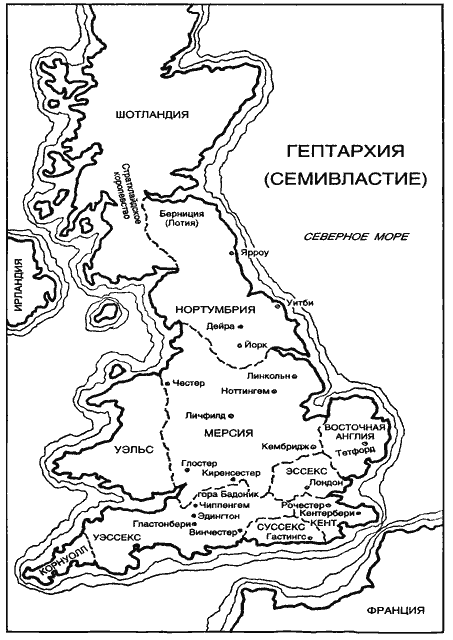 ШОТЛАНДИЯ
ГЕПТАРХИЯ
(СЕМИВЛАСТИЕ)
Стратклайдское
королевство
Берниция
(Лотия)
СЕВЕРНОЕ МОРЕ
Ярроу
ИРЛАНДИЯ
Уитби
НОРТУМБРИЯ
Дейра
Йорк
Линкольн
Честер
Ноттингем
Личфилд
ВОСТОЧНАЯ
АНГЛИЯ
МЕРСИЯ
Кембридж
Тетфорд
УЭЛЬС
Глостер
Киренсестер
ЭССЕКС
Лондон
гора Бадоник
Чиппенгем
Рочестер
Кентербери
Эдингтон
КЕНТ
Гластонбери
СУССЕКС
Винчестер
Гастингс
УЭССЕКС
КОРНУОЛЛ
ФРАНЦИЯ